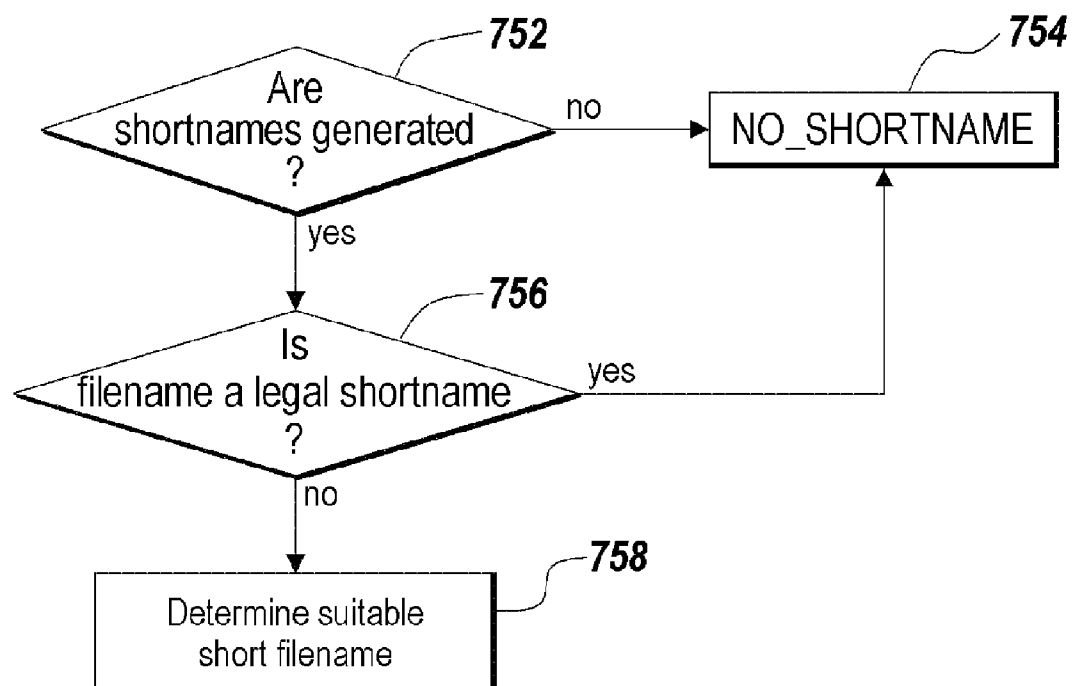 752
Are
shortnames generated
?
no
754
NO_SHORTNAME
yes
756
Is
filename a legal shortname
?
yes
no
758
Determine suitable
short filename